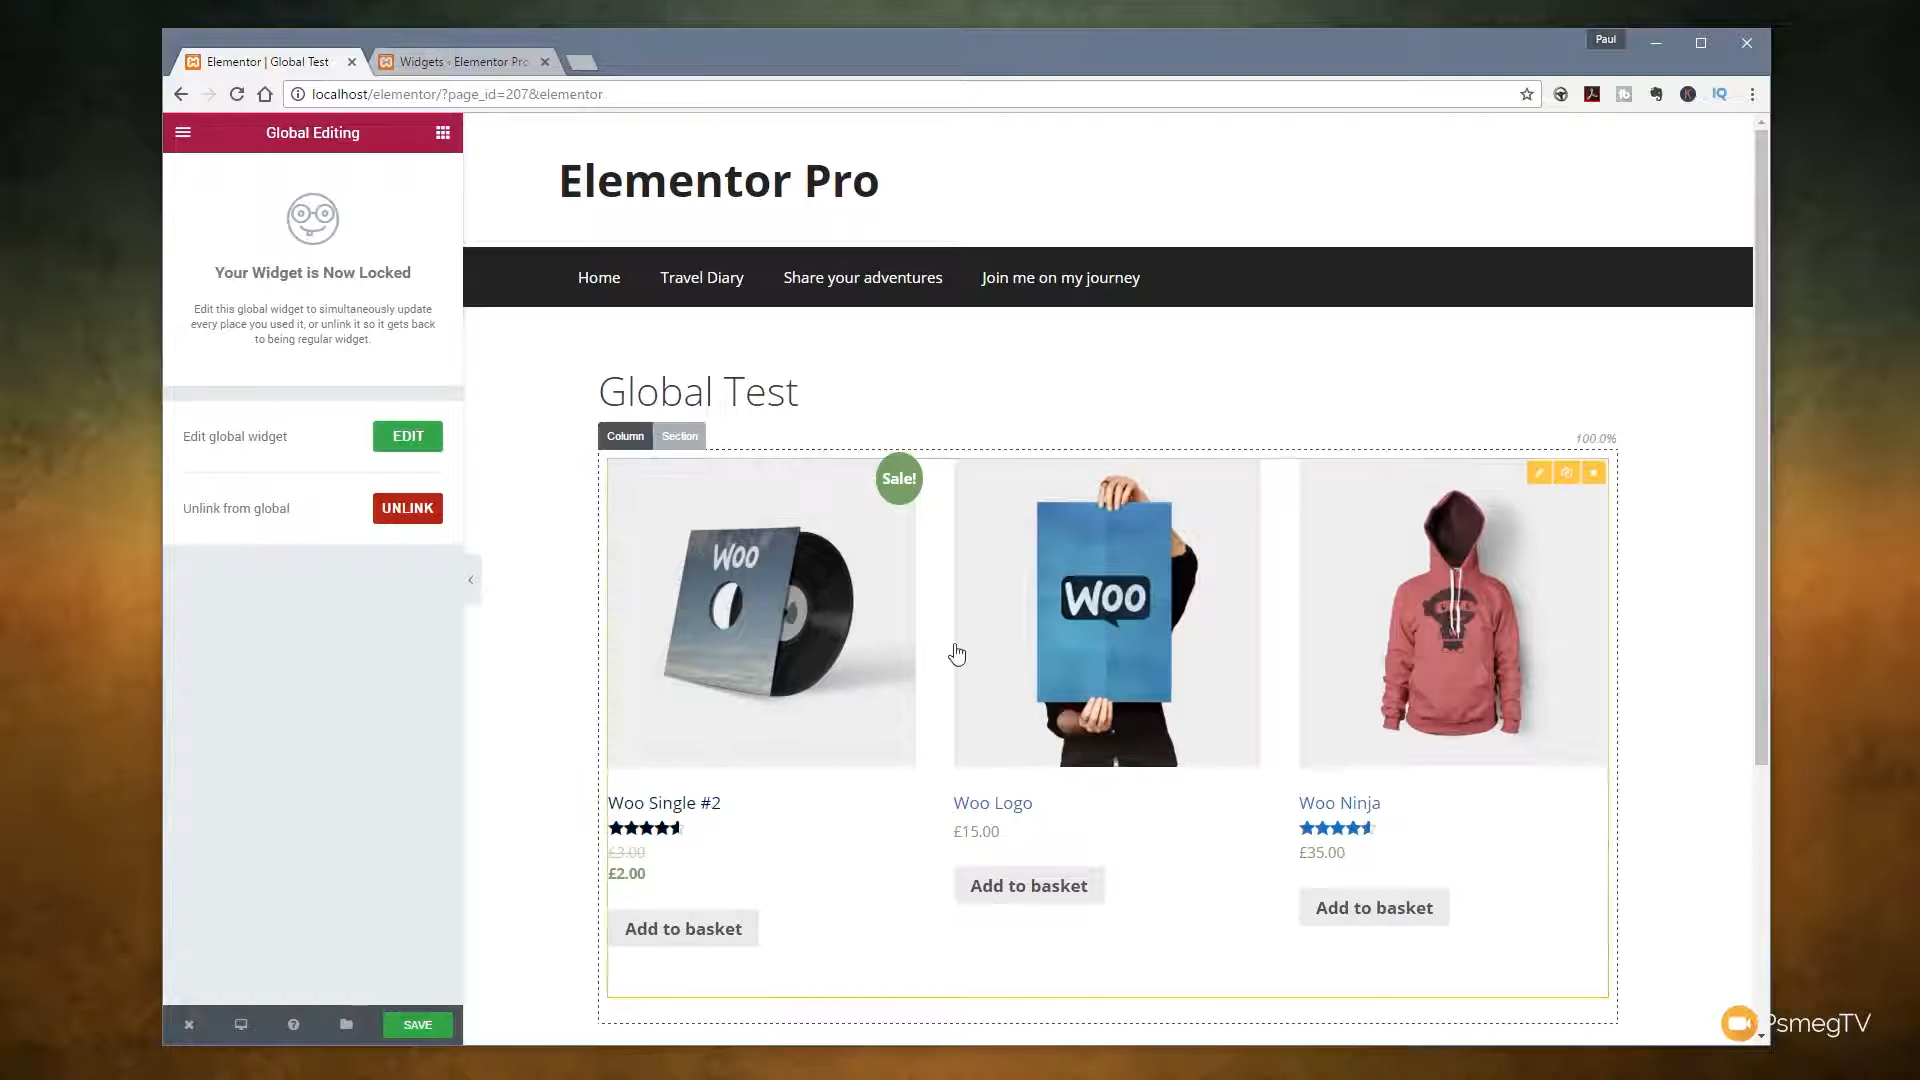 Paul
Elementor | Global Test
Widgets ‹ Elementor Pro
localhost/elementor/?page_id=207&elementor
IQ
Global Editing
Your Widget is Now Locked
Edit this global widget to simultaneously update
every place you used it, or unlink it so it gets back
to being regular widget.
Edit global widget
EDIT
Unlink from global
UNLINK
SAVE
Elementor Pro
Home
Travel Diary
Share your adventures
Join me on my journey
Global Test
Column
Section
100.0%
Sale!
WOO
WOO
Woo Single #2
£3.00
£2.00
Add to basket
Woo Logo
£15.00
Add to basket
Woo Ninja
£35.00
Add to basket
PsmegTV